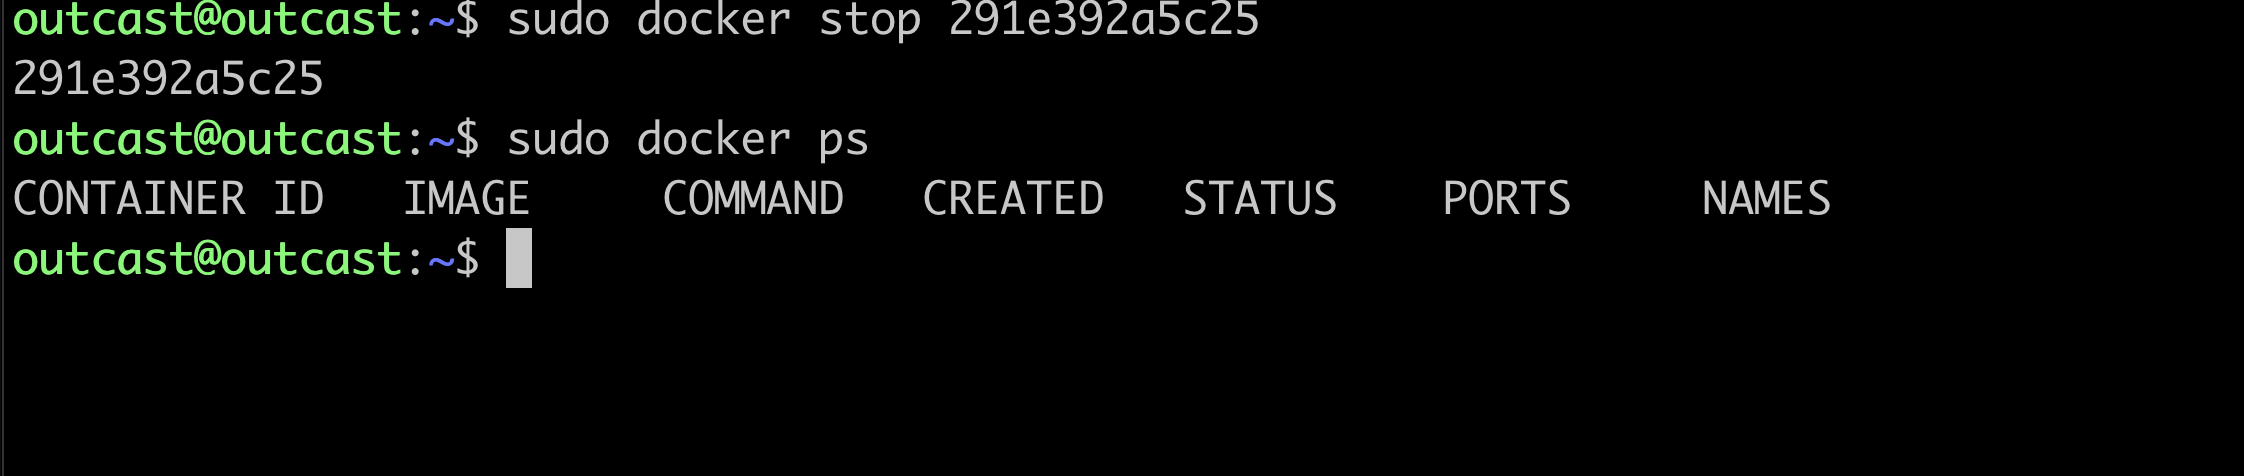 outcast@outcast:~$ sudo docker stop 291e392a5c25
291e392a5c25
outcast@outcast:~$ sudo docker ps
CONTAINER ID   IMAGE     COMMAND   CREATED   STATUS    PORTS     NAMES
outcast@outcast:~$